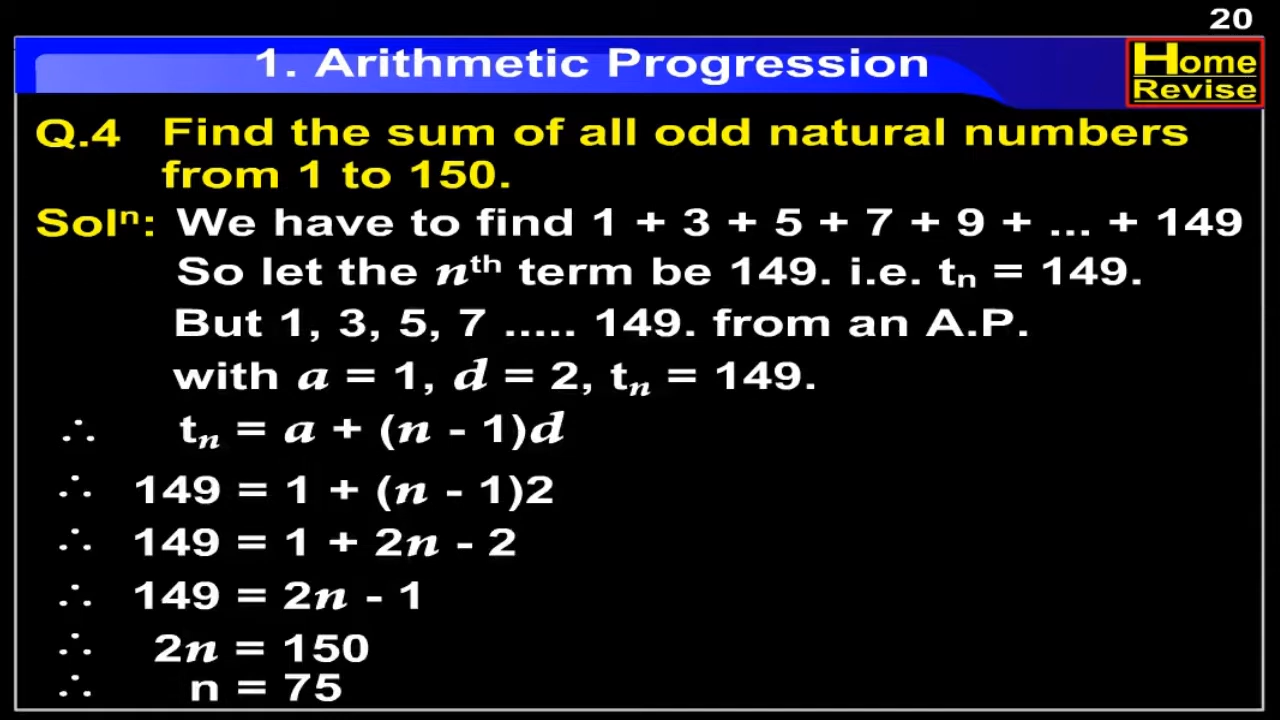 20
1. Arithmetic Progression
Home
Revise
Q.4 Find the sum of all odd natural numbers
from 1 to 150.
Solⁿ: We have to find 1 + 3 + 5 + 7 + 9 + ... + 149
So let the nᵗʰ term be 149. i.e. tₙ = 149.
But 1, 3, 5, 7 ..... 149. from an A.P.
with a = 1, d = 2, tₙ = 149.
∴ tₙ = a + (n - 1)d
∴ 149 = 1 + (n - 1)2
∴ 149 = 1 + 2n - 2
∴ 149 = 2n - 1
∴ 2n = 150
∴ n = 75